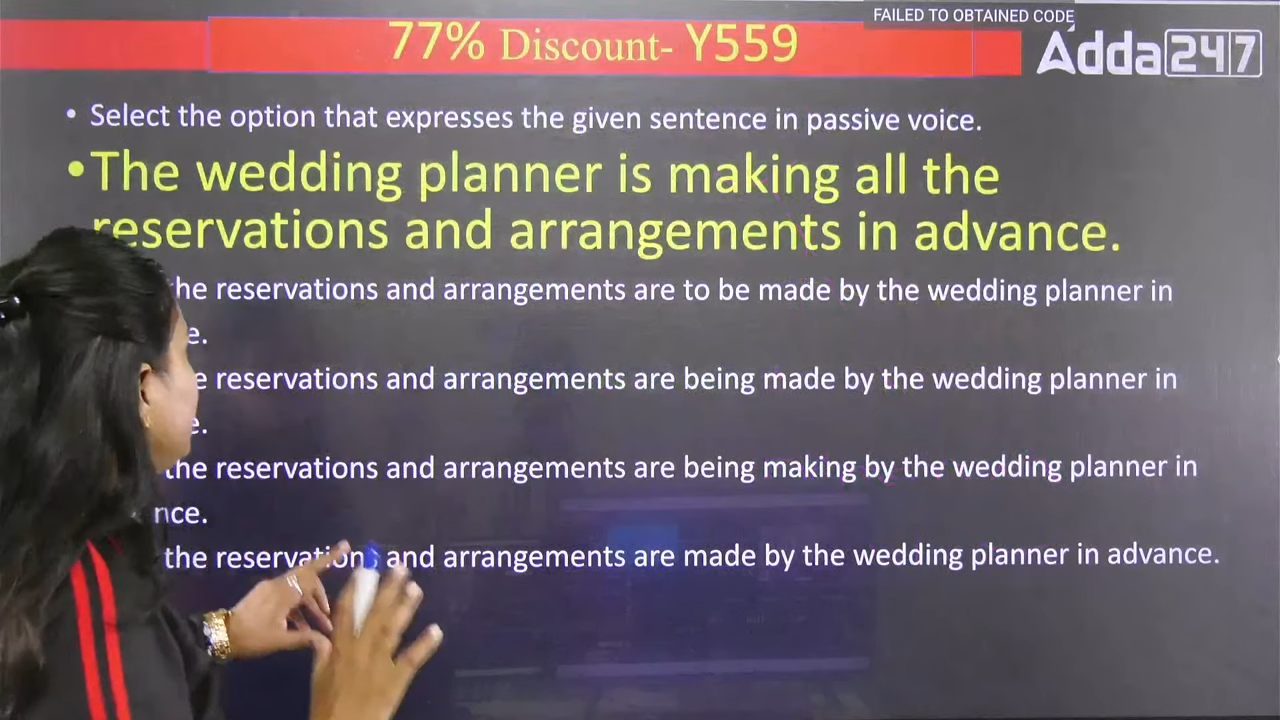 FAILED TO OBTAINED CODE
77% Discount- Y559
Adda247
• Select the option that expresses the given sentence in passive voice.
•The wedding planner is making all the
reservations and arrangements in advance.
the reservations and arrangements are to be made by the wedding planner in
e.
e reservations and arrangements are being made by the wedding planner in
e.
the reservations and arrangements are being making by the wedding planner in
nce.
the reservations and arrangements are made by the wedding planner in advance.